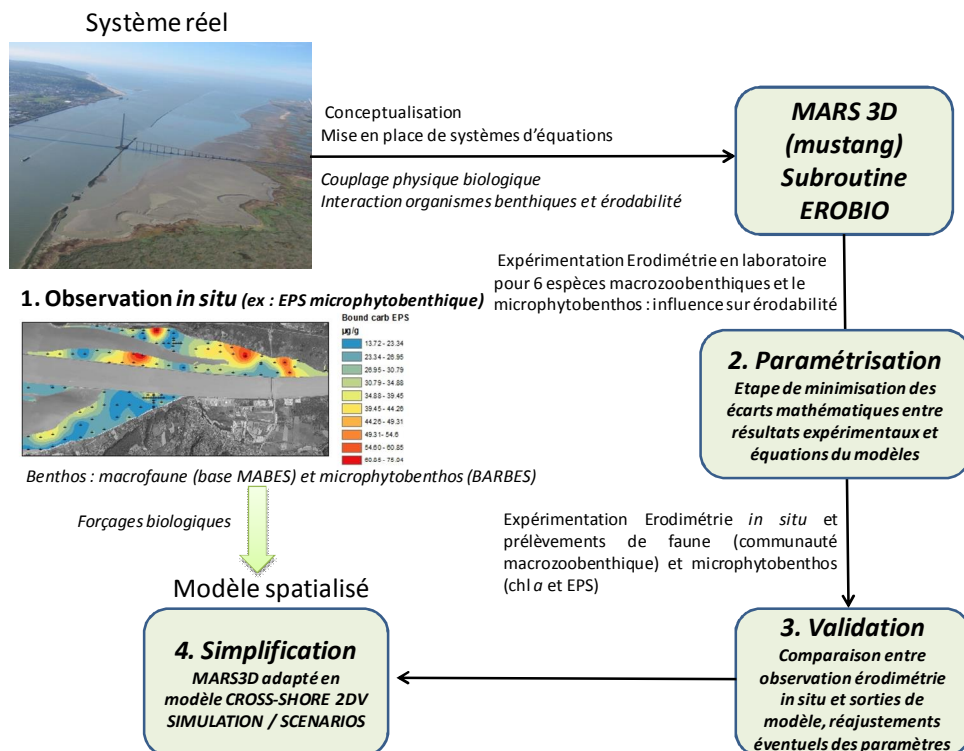 Système réel
Conceptualisation
Mise en place de systèmes d'équations
Couplage physique biologique
Interaction organismes benthiques et érodabilité
MARS 3D
(mustang)
Subroutine
EROBIO
Expérimentation Erodimétrie en laboratoire
pour 6 espèces macrozoobenthiques et le
microphytobenthos : influence sur érodabilité
1. Observation in situ (ex : EPS microphytobenthique)
Bound carb EPS
µg/g
13.72 - 23.34
23.34 - 26.95
26.95 - 30.79
30.79 - 34.88
34.88 - 39.45
39.45 - 44.26
44.26 - 49.31
49.31 - 54.6
54.60 - 60.85
60.85 - 75.04
Benthos : macrofaune (base MABES) et microphytobenthos (BARBES)
Forçages biologiques
2. Paramétrisation
Etape de minimisation des
écarts mathématiques entre
résultats expérimentaux et
équations du modèles
Expérimentation Erodimétrie in situ et
prélèvements de faune (communauté
macrozoobenthique) et microphytobenthos
(chl a et EPS)
Modèle spatialisé
4. Simplification
MARS3D adapté en
modèle CROSS-SHORE 2DV
SIMULATION / SCENARIOS
3. Validation
Comparaison entre
observation érodimétrie
in situ et sorties de
modèle, réajustements
éventuels des paramètres